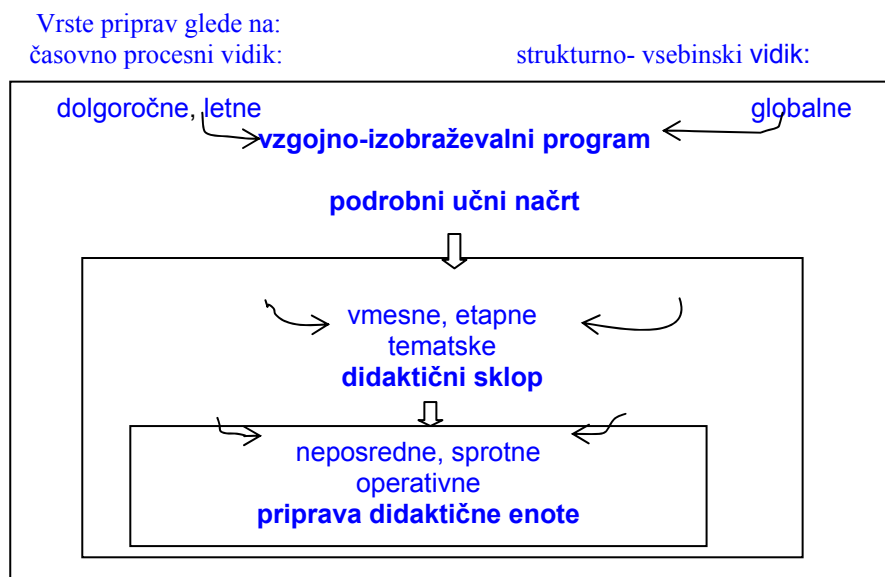 Vrste priprav glede na:
časovno procesni vidik: strukturno- vsebinski vidik:
dolgoročne, letne globalne
vzgojno-izobraževalni program
podrobni učni načrt
vmesne, etapne
tematske
didaktični sklop
neposredne, sprotne
operativne
priprava didaktične enote